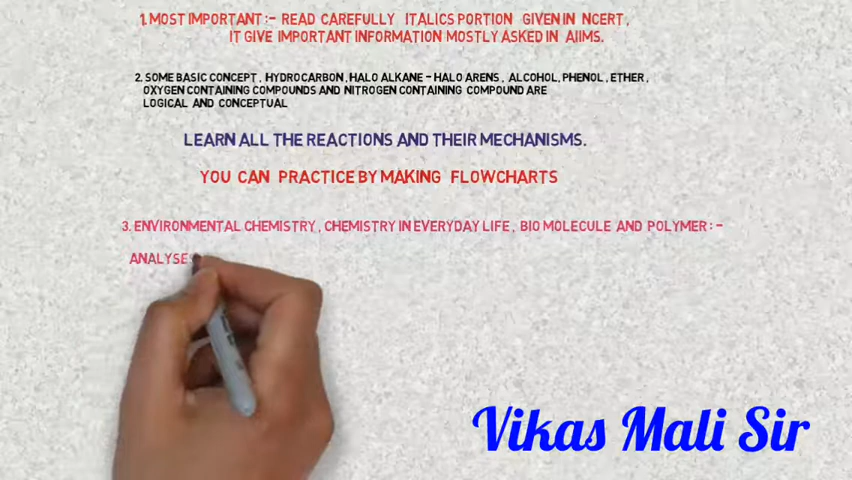 1. MOST IMPORTANT :- READ CAREFULLY ITALICS PORTION GIVEN IN NCERT,
IT GIVE IMPORTANT INFORMATION MOSTLY ASKED IN AIIMS.
2. SOME BASIC CONCEPT, HYDROCARBON, HALO ALKANE - HALO ARENS, ALCOHOL, PHENOL, ETHER,
OXYGEN CONTAINING COMPOUNDS AND NITROGEN CONTAINING COMPOUND ARE
LOGICAL AND CONCEPTUAL
LEARN ALL THE REACTIONS AND THEIR MECHANISMS.
YOU CAN PRACTICE BY MAKING FLOWCHARTS
3. ENVIRONMENTAL CHEMISTRY, CHEMISTRY IN EVERYDAY LIFE, BIO MOLECULE AND POLYMER :-
ANALYSE
Vikas Mali Sir